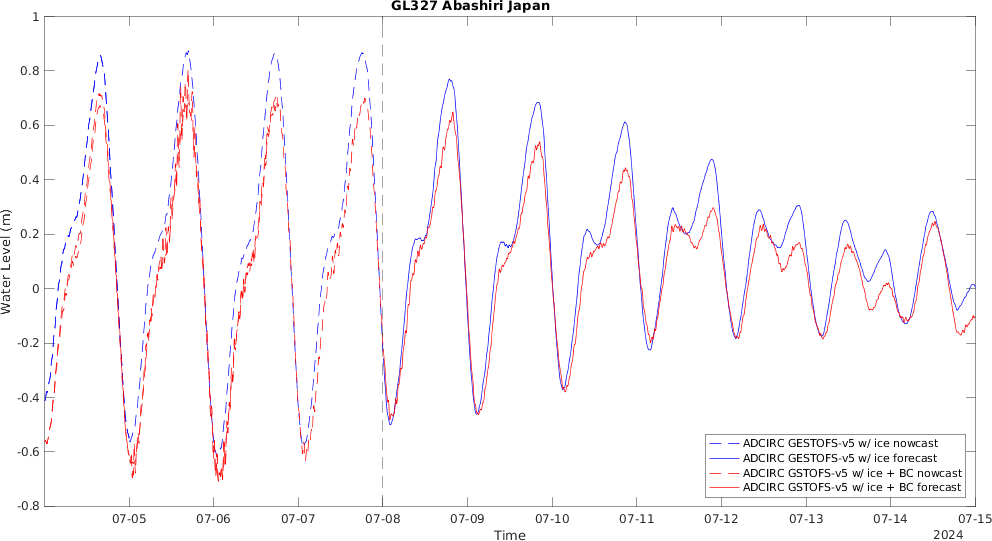 GL327 Abashiri Japan
Water Level (m)
1
0.8
0.6
0.4
0.2
0
-0.2
-0.4
-0.6
-0.8
07-05 07-06 07-07 07-08 07-09 07-10 07-11 07-12 07-13 07-14 07-15
Time
2024
ADCIRC GESTOFS-v5 w/ ice nowcast
ADCIRC GESTOFS-v5 w/ ice forecast
ADCIRC GSTOFS-v5 w/ ice + BC nowcast
ADCIRC GSTOFS-v5 w/ ice + BC forecast